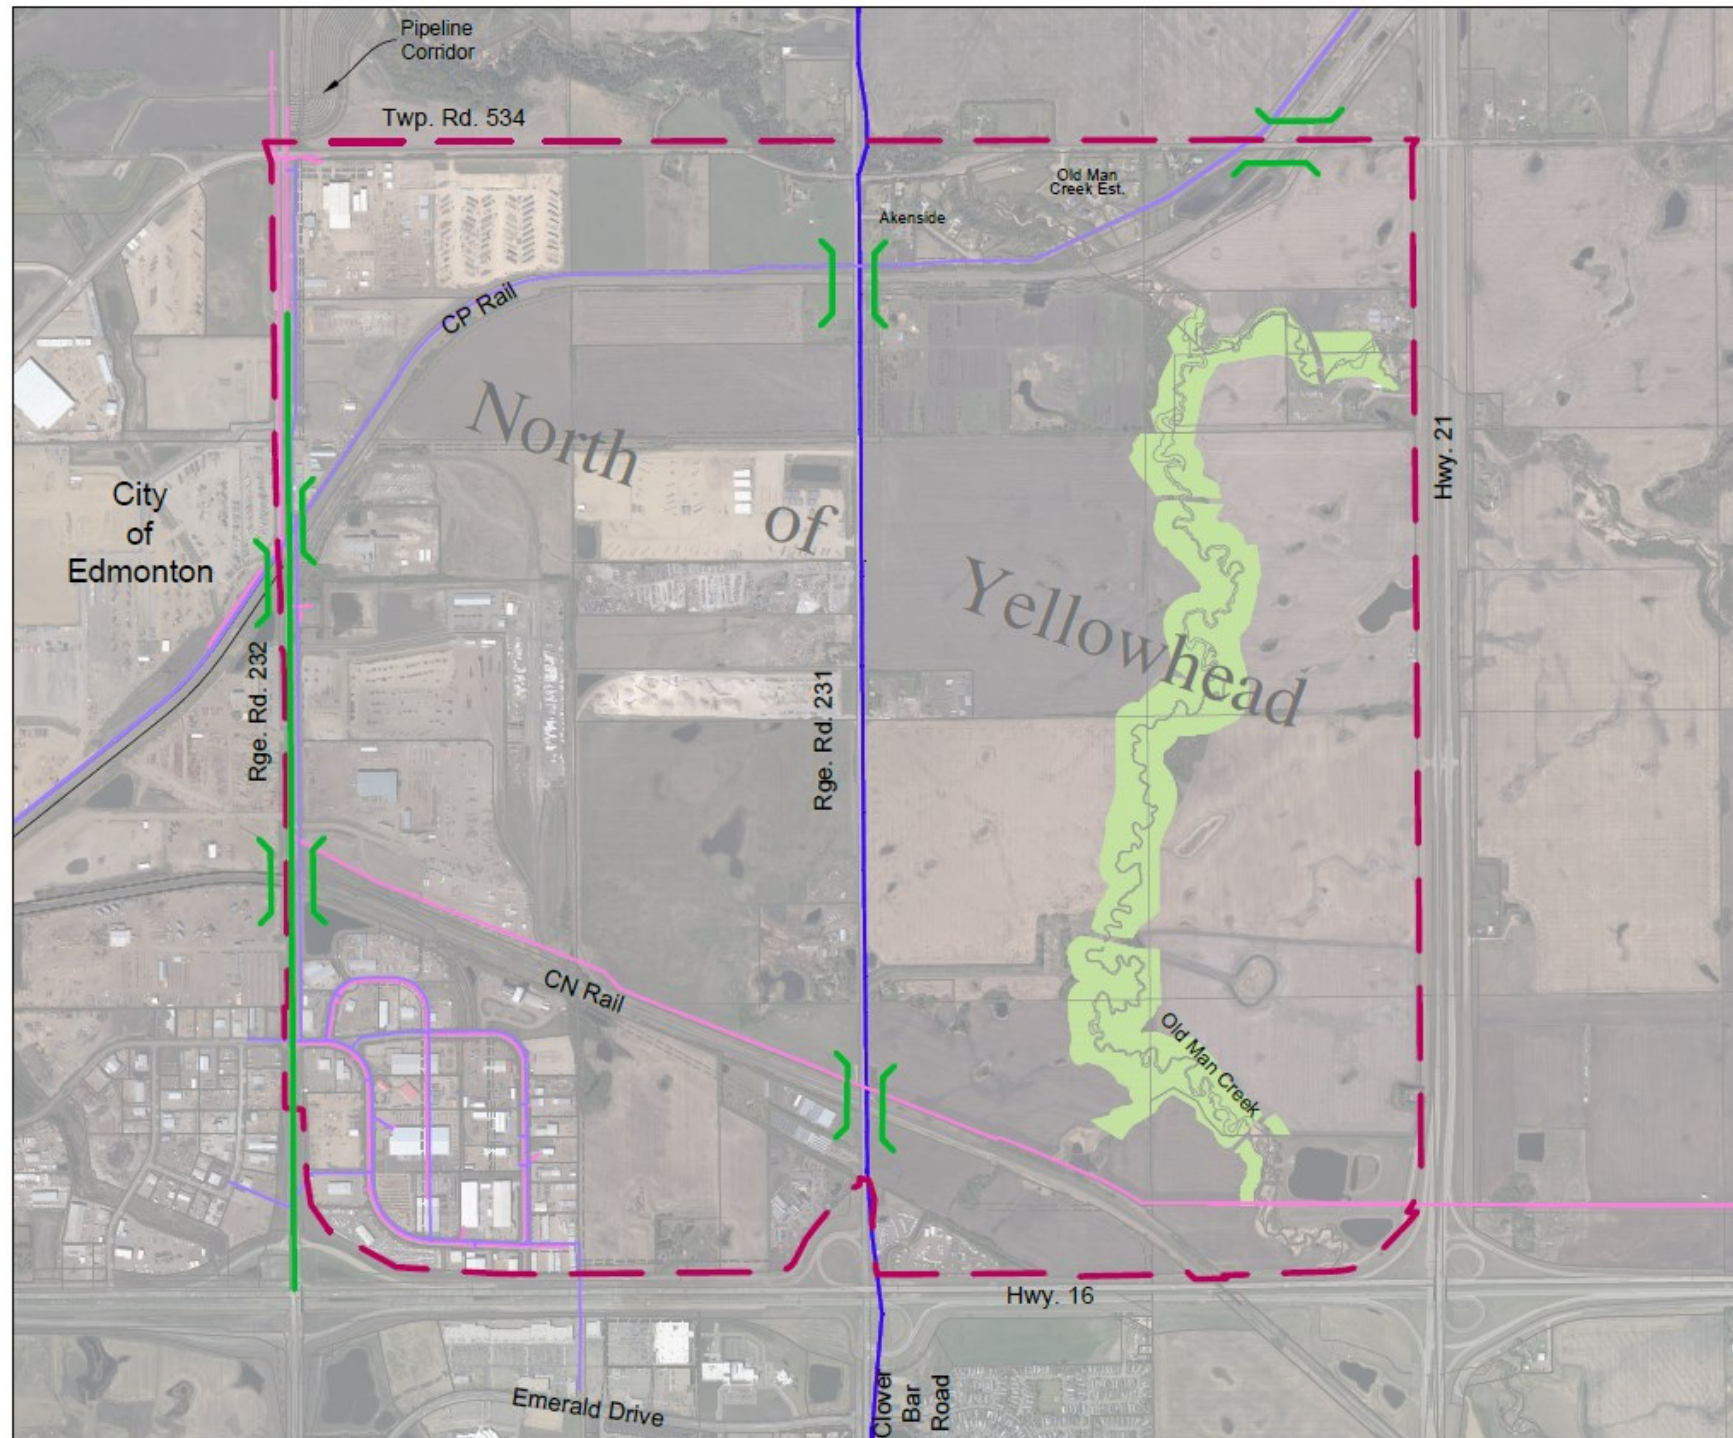 Pipeline
Corridor
Twp. Rd. 534
Old Man
Creek Est.
Akenside
CP Rail
North
of
Yellowhead
Hwy. 21
City
of
Edmonton
Rge. Rd. 232
Rge. Rd. 231
CN Rail
Old Man Creek
Hwy. 16
Emerald Drive
Clover
Bar
Road